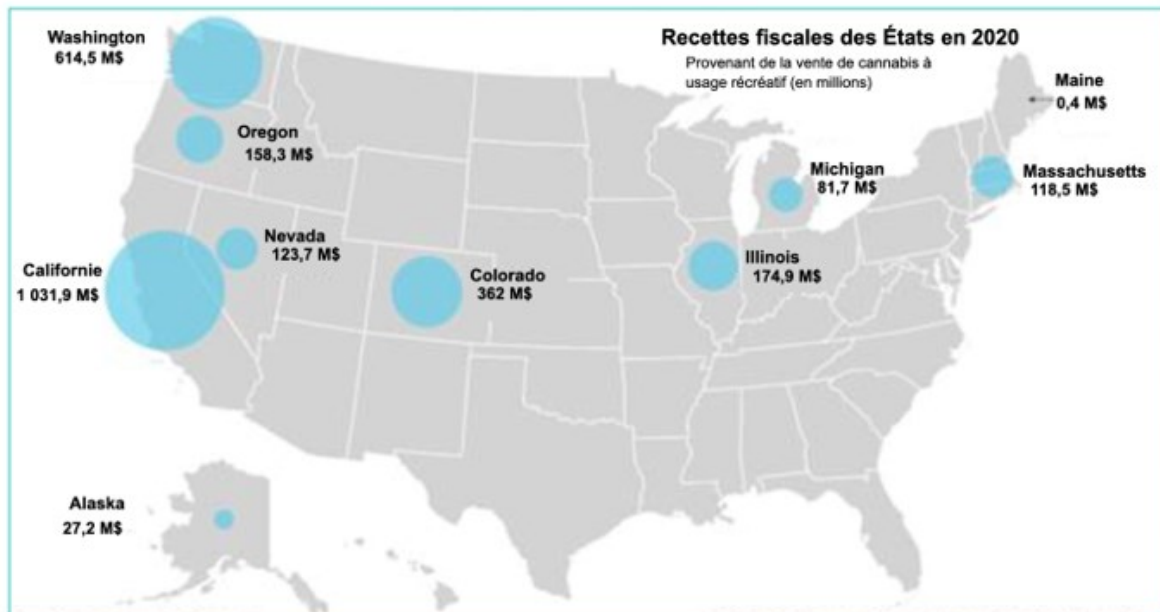 Recettes fiscales des États en 2020
Provenant de la vente de cannabis à
usage récréatif (en millions)
Washington
614,5 M$
Maine
0,4 M$
Oregon
158,3 M$
Michigan
81,7 M$
Massachusetts
118,5 M$
Nevada
123,7 M$
Californie
1 031,9 M$
Colorado
362 M$
Illinois
174,9 M$
Alaska
27,2 M$